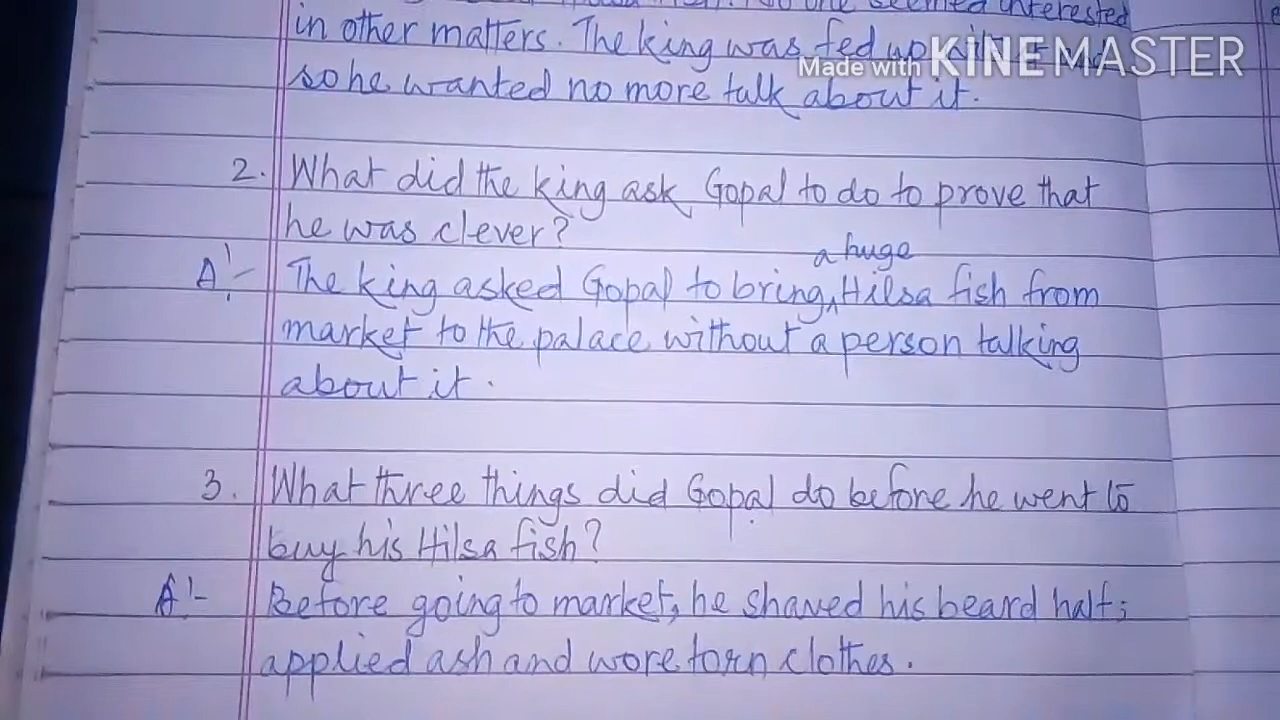 seemed interested
in other matters. The king was fed up
Made with KINEMASTER
so he wanted no more talk about it.
2. What did the king ask Gopal to do to prove that
he was clever?
a huge
A:- The king asked Gopal to bring ^ Hilsa fish from
market to the palace without a person talking
about it.
3. What three things did Gopal do before he went to
buy his Hilsa fish?
A:- Before going to market, he shaved his beard half;
applied ash and wore torn clothes.